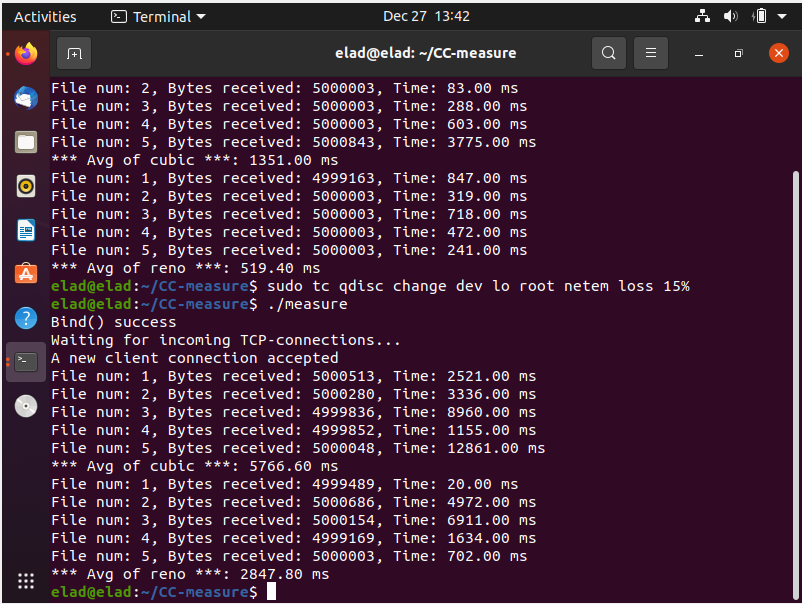 Activities Terminal Dec 27 13:42
elad@elad: ~/CC-measure
File num: 2, Bytes received: 5000003, Time: 83.00 ms
File num: 3, Bytes received: 5000003, Time: 288.00 ms
File num: 4, Bytes received: 5000003, Time: 603.00 ms
File num: 5, Bytes received: 5000843, Time: 3775.00 ms
*** Avg of cubic ***: 1351.00 ms
File num: 1, Bytes received: 4999163, Time: 847.00 ms
File num: 2, Bytes received: 5000003, Time: 319.00 ms
File num: 3, Bytes received: 5000003, Time: 718.00 ms
File num: 4, Bytes received: 5000003, Time: 472.00 ms
File num: 5, Bytes received: 5000003, Time: 241.00 ms
*** Avg of reno ***: 519.40 ms
elad@elad:~/CC-measure$ sudo tc qdisc change dev lo root netem loss 15%
elad@elad:~/CC-measure$ ./measure
Bind() success
Waiting for incoming TCP-connections...
A new client connection accepted
File num: 1, Bytes received: 5000513, Time: 2521.00 ms
File num: 2, Bytes received: 5000280, Time: 3336.00 ms
File num: 3, Bytes received: 4999836, Time: 8960.00 ms
File num: 4, Bytes received: 4999852, Time: 1155.00 ms
File num: 5, Bytes received: 5000048, Time: 12861.00 ms
*** Avg of cubic ***: 5766.60 ms
File num: 1, Bytes received: 4999489, Time: 20.00 ms
File num: 2, Bytes received: 5000686, Time: 4972.00 ms
File num: 3, Bytes received: 5000154, Time: 6911.00 ms
File num: 4, Bytes received: 4999169, Time: 1634.00 ms
File num: 5, Bytes received: 5000003, Time: 702.00 ms
*** Avg of reno ***: 2847.80 ms
elad@elad:~/CC-measure$